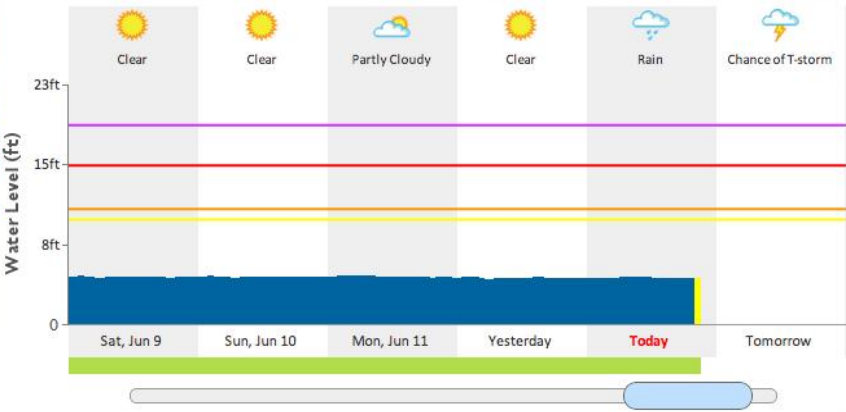 Clear
Clear
Partly Cloudy
Clear
Rain
Chance of T-storm
23ft
15ft
8ft
0
Water Level (ft)
Sat, Jun 9
Sun, Jun 10
Mon, Jun 11
Yesterday
Today
Tomorrow